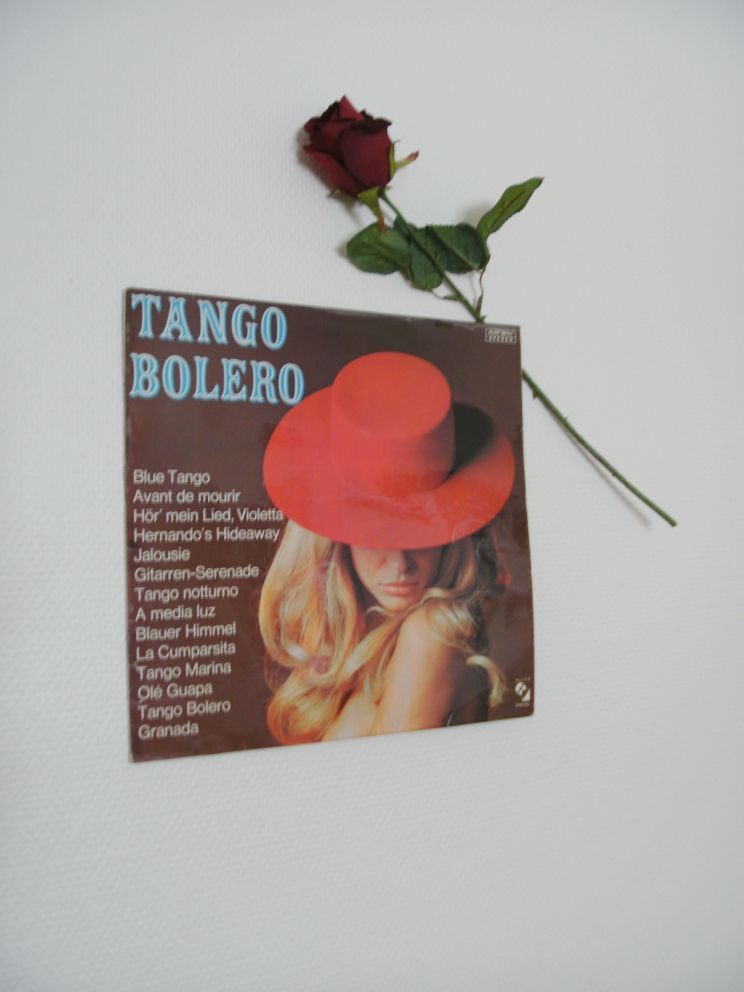 TANGO
BOLERO
STEREO
Blue Tango
Avant de mourir
Hör' mein Lied, Violetta
Hernando's Hideaway
Jalousie
Gitarren-Serenade
Tango notturno
A media luz
Blauer Himmel
La Cumparsita
Tango Marina
Olé Guapa
Tango Bolero
Granada